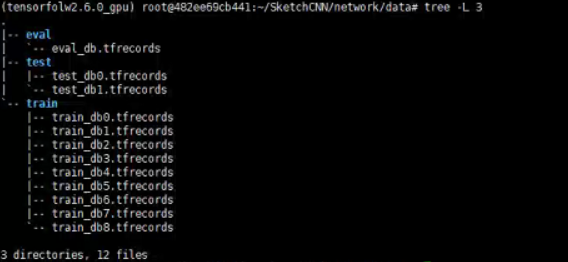 (tensorfolw2.6.0_gpu) root@482ee69cb441:~/SketchCNN/network/data# tree -L 3
.
|-- eval
|   `-- eval_db.tfrecords
|-- test
|   |-- test_db0.tfrecords
|   `-- test_db1.tfrecords
`-- train
    |-- train_db0.tfrecords
    |-- train_db1.tfrecords
    |-- train_db2.tfrecords
    |-- train_db3.tfrecords
    |-- train_db4.tfrecords
    |-- train_db5.tfrecords
    |-- train_db6.tfrecords
    |-- train_db7.tfrecords
    `-- train_db8.tfrecords
3 directories, 12 files